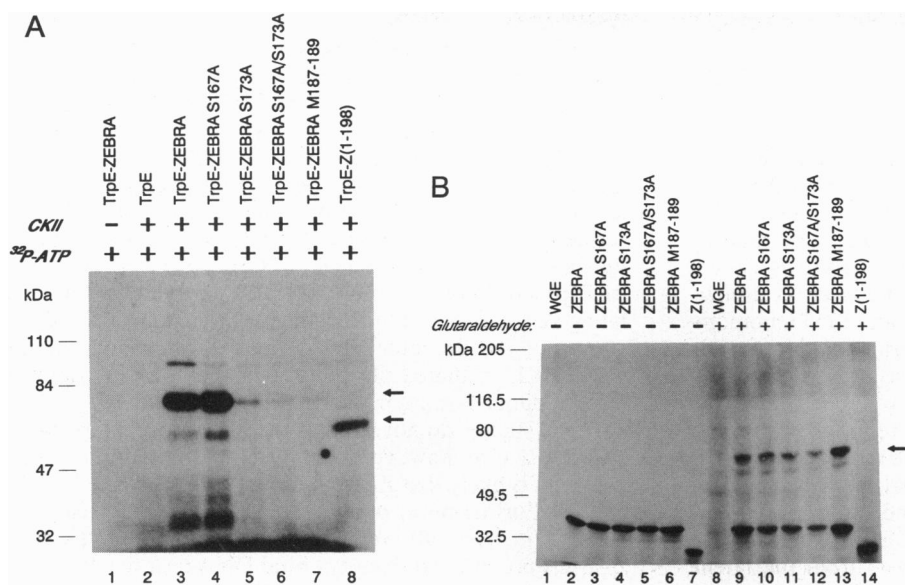 A
TrpE-ZEBRA
TrpE
TrpE-ZEBRA
TrpE-ZEBRA S167A
TrpE-ZEBRA S173A
TrpE-ZEBRA S167A/S173A
TrpE-ZEBRA M187-189
TrpE-Z(1-198)
CKII − + + + + + + +
³²P-ATP + + + + + + + +
kDa
110
84
47
32
1 2 3 4 5 6 7 8
B
WGE
ZEBRA
ZEBRA S167A
ZEBRA S173A
ZEBRA S167A/S173A
ZEBRA M187-189
Z(1-198)
WGE
ZEBRA
ZEBRA S167A
ZEBRA S173A
ZEBRA S167A/S173A
ZEBRA M187-189
Z(1-198)
Glutaraldehyde: − − − − − − − + + + + + + +
kDa 205
116.5
80
49.5
32.5
1 2 3 4 5 6 7 8 9 10 11 12 13 14